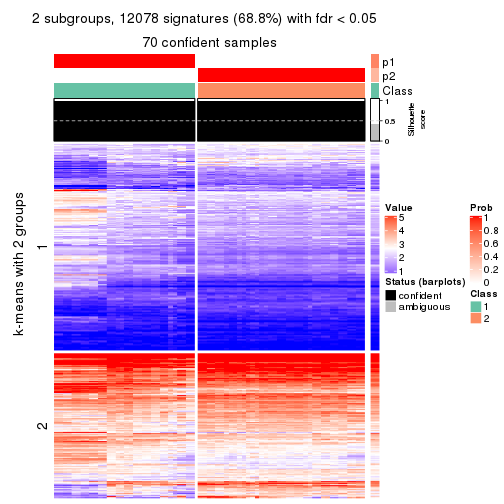 2 subgroups, 12078 signatures (68.8%) with fdr < 0.05
70 confident samples
p1
p2
Class
1
0.5
0
Silhouette
score
k-means with 2 groups
1
2
Value
5
4
3
2
1
Status (barplots)
confident
ambiguous
Prob
1
0.8
0.6
0.4
0.2
0
Class
1
2